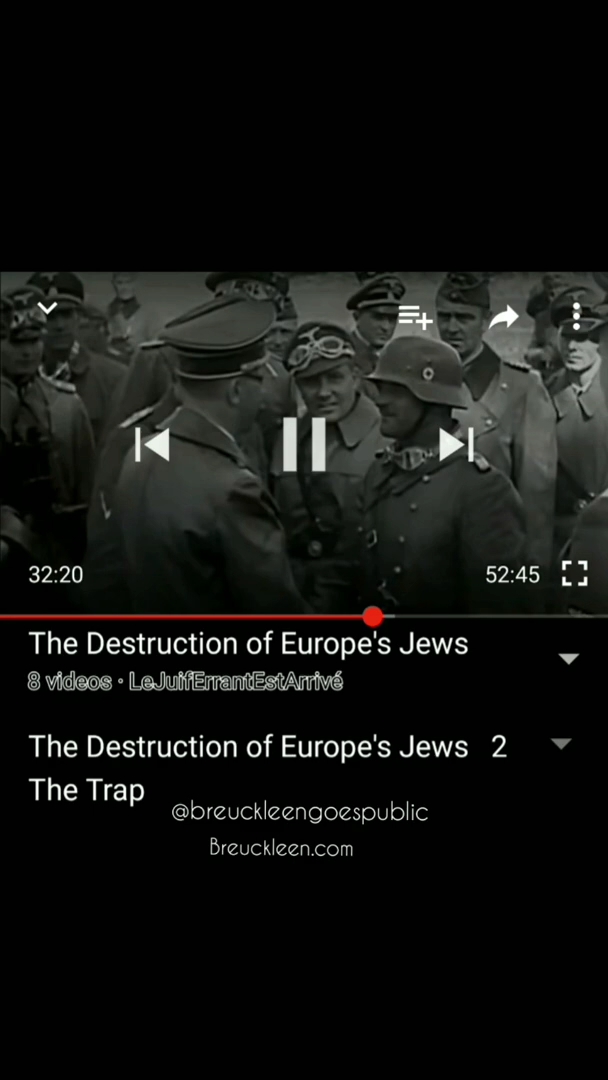 32:20
52:45
The Destruction of Europe's Jews
8 videos · LeJuifErrantEstArrivé
The Destruction of Europe's Jews 2
The Trap
@breuckleengoespublic
Breuckleen.com